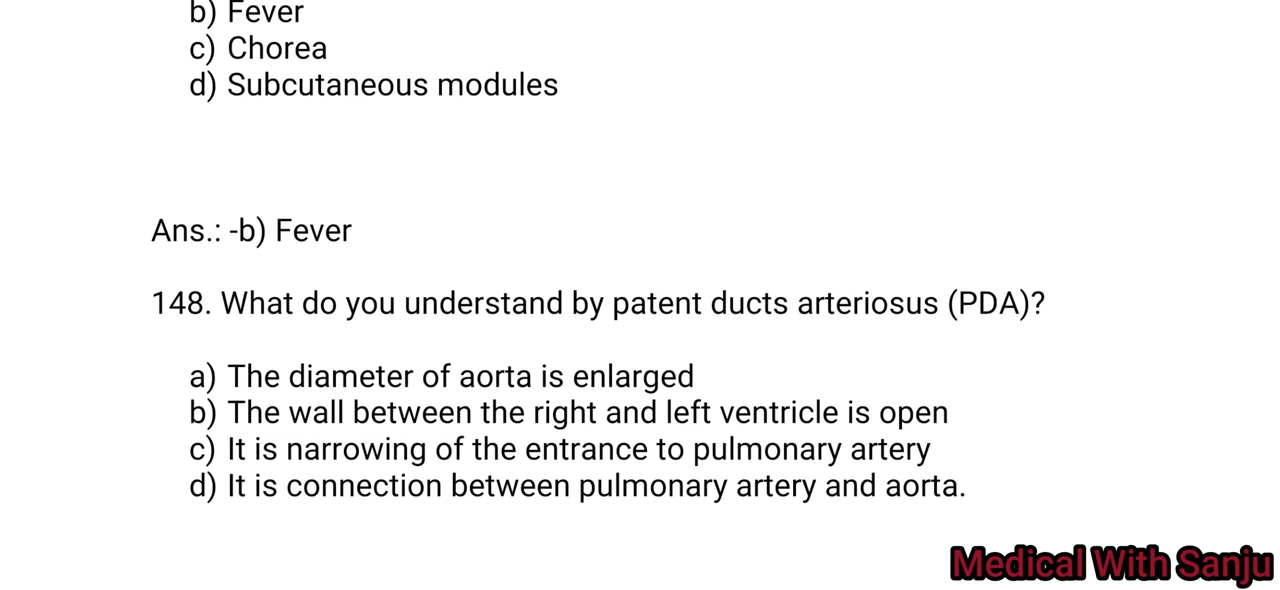 b) Fever
c) Chorea
d) Subcutaneous modules
Ans.: -b) Fever
148. What do you understand by patent ducts arteriosus (PDA)?
a) The diameter of aorta is enlarged
b) The wall between the right and left ventricle is open
c) It is narrowing of the entrance to pulmonary artery
d) It is connection between pulmonary artery and aorta.
Medical With Sanju